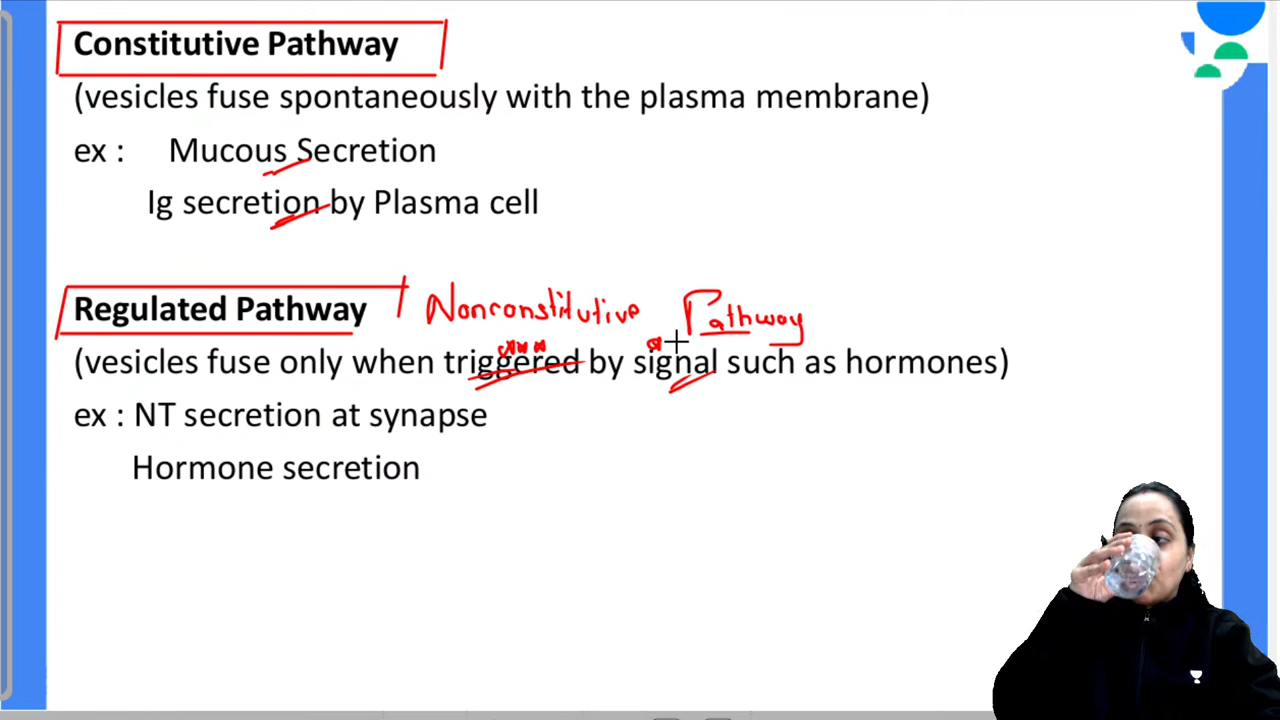 Constitutive Pathway
(vesicles fuse spontaneously with the plasma membrane)
ex : Mucous Secretion
Ig secretion by Plasma cell
Regulated Pathway / Nonconstitutive Pathway
(vesicles fuse only when triggered by signal such as hormones)
ex : NT secretion at synapse
Hormone secretion